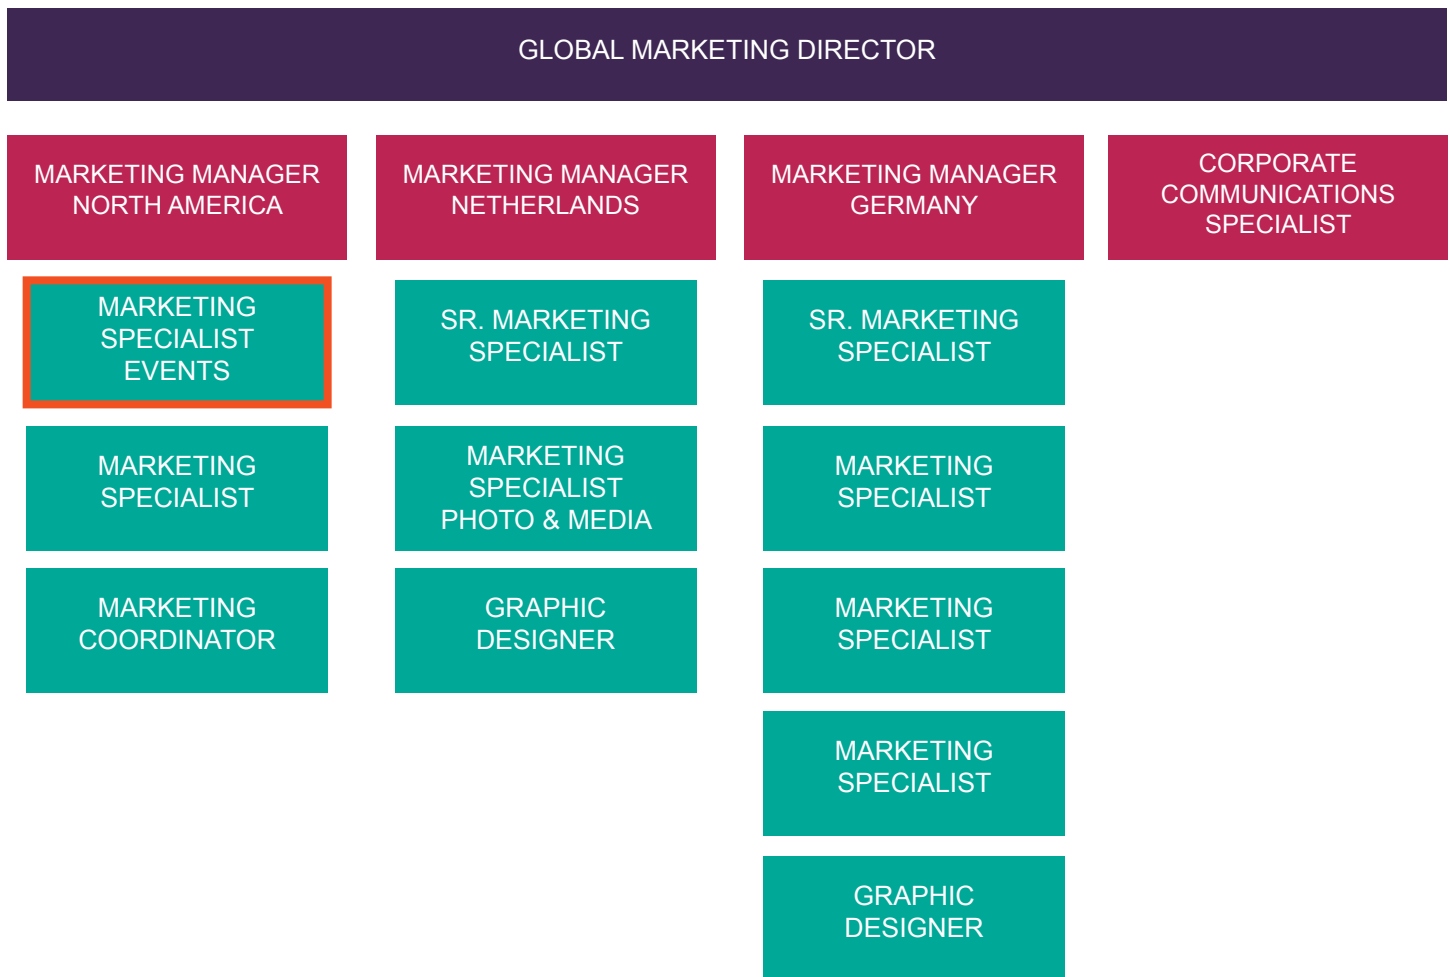 GLOBAL MARKETING DIRECTOR
MARKETING MANAGER
NORTH AMERICA
MARKETING MANAGER
NETHERLANDS
MARKETING MANAGER
GERMANY
CORPORATE
COMMUNICATIONS
SPECIALIST
MARKETING
SPECIALIST
EVENTS
SR. MARKETING
SPECIALIST
SR. MARKETING
SPECIALIST
MARKETING
SPECIALIST
MARKETING
SPECIALIST
PHOTO & MEDIA
MARKETING
SPECIALIST
MARKETING
COORDINATOR
GRAPHIC
DESIGNER
MARKETING
SPECIALIST
MARKETING
SPECIALIST
GRAPHIC
DESIGNER